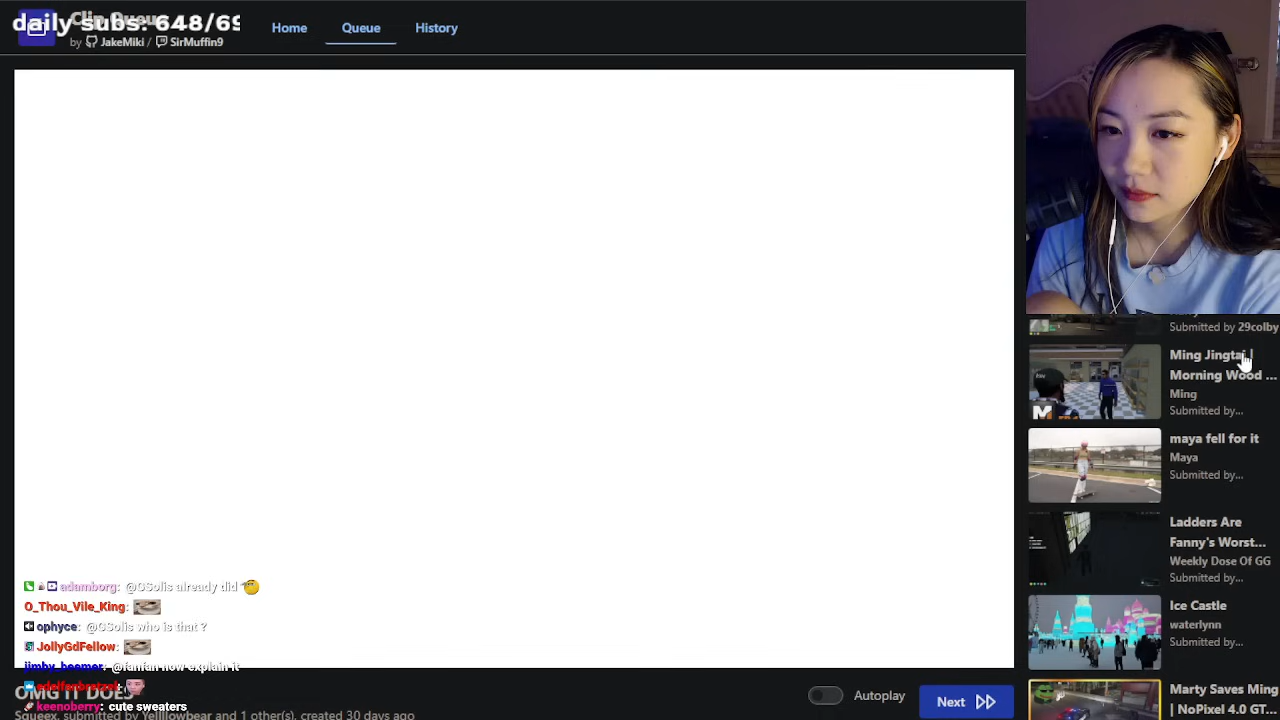 daily subs: 648/69
Clip Queue
by JakeMiki / SirMuffin9
Home
Queue
History
Submitted by 29colby
Ming Jingtai |
Morning Wood ...
Ming
Submitted by...
maya fell for it
Maya
Submitted by...
Ladders Are
Fanny's Worst...
Weekly Dose Of GG
Submitted by...
Ice Castle
waterlynn
Submitted by...
Marty Saves Ming
| NoPixel 4.0 GT...
adamborg: @GSolis already did
O_Thou_Vile_King:
ophyce: @GSolis who is that ?
JollyGdFellow:
jimby_beemer: @fanfan now explain it
edelfanbretzel:
keenoberry: cute sweaters
OMG IT DOES
Squeex, submitted by Yellllowbear and 1 other(s), created 30 days ago
Autoplay
Next